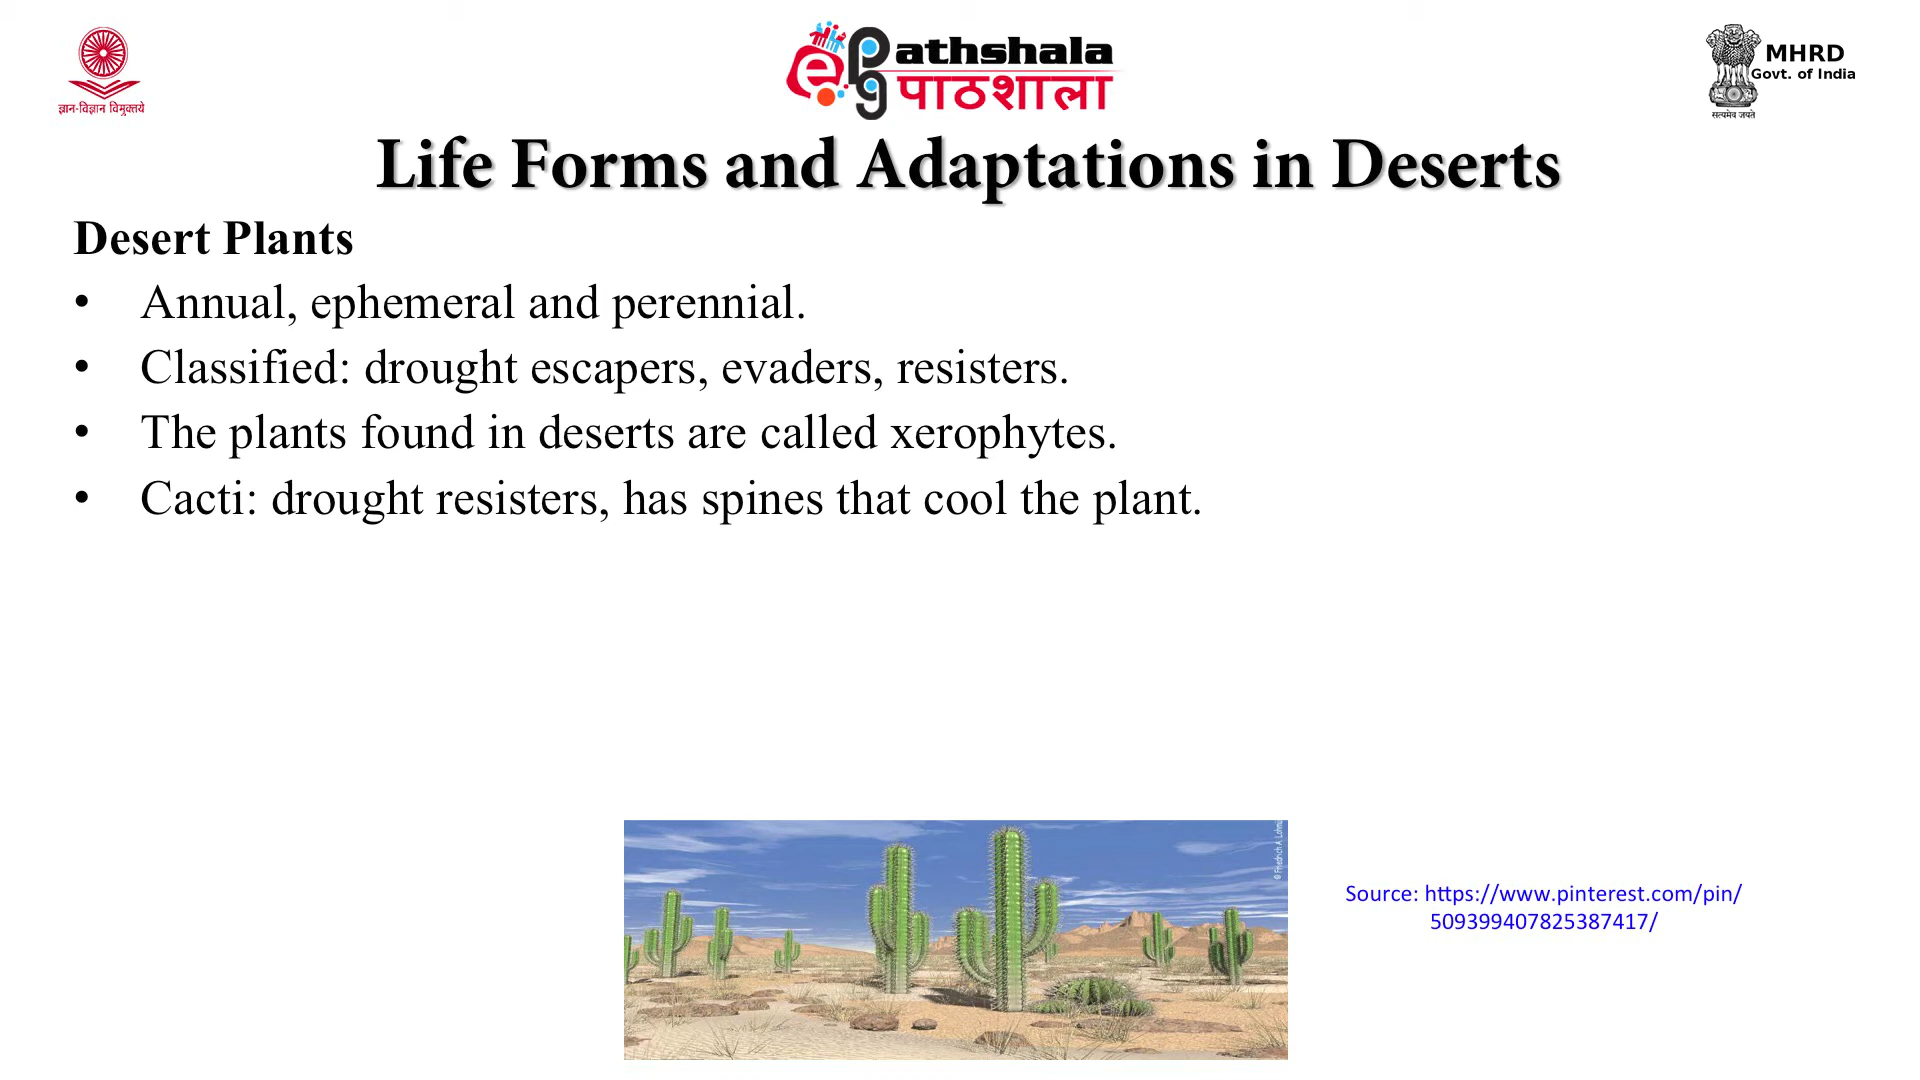 ज्ञान-विज्ञान विमुक्तये
e
pg
athshala
पाठशाला
MHRD
Govt. of India
सत्यमेव जयते
Life Forms and Adaptations in Deserts
Desert Plants
• Annual, ephemeral and perennial.
• Classified: drought escapers, evaders, resisters.
• The plants found in deserts are called xerophytes.
• Cacti: drought resisters, has spines that cool the plant.
Source: https://www.pinterest.com/pin/
509399407825387417/